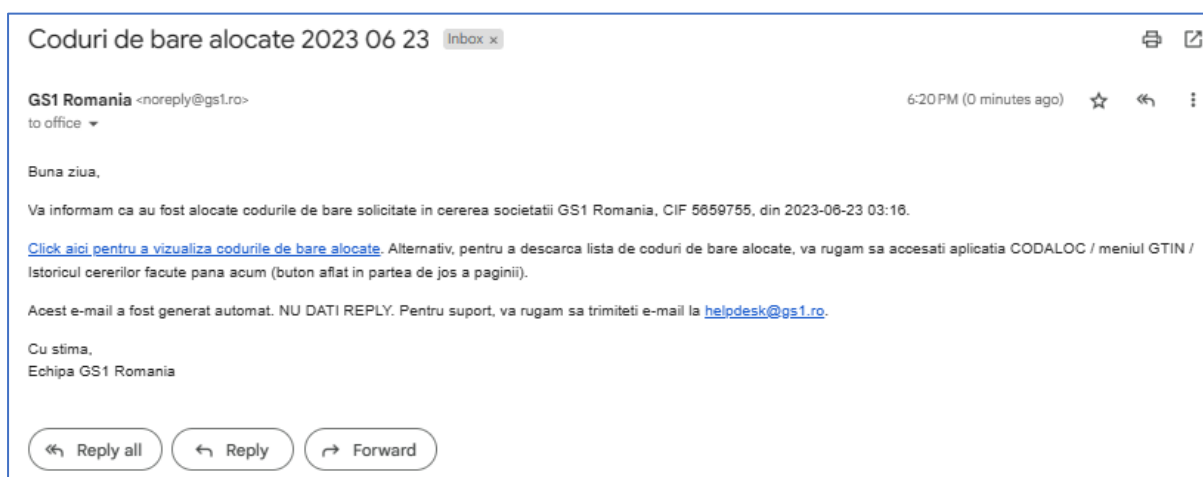 Coduri de bare alocate 2023 06 23 Inbox x
GS1 Romania <noreply@gs1.ro> 6:20 PM (0 minutes ago)
to office
Buna ziua,
Va informam ca au fost alocate codurile de bare solicitate in cererea societatii GS1 Romania, CIF 5659755, din 2023-06-23 03:16.
Click aici pentru a vizualiza codurile de bare alocate. Alternativ, pentru a descarca lista de coduri de bare alocate, va rugam sa accesati aplicatia CODALOC / meniul GTIN /
Istoricul cererilor facute pana acum (buton aflat in partea de jos a paginii).
Acest e-mail a fost generat automat. NU DATI REPLY. Pentru suport, va rugam sa trimiteti e-mail la helpdesk@gs1.ro.
Cu stima,
Echipa GS1 Romania
Reply all Reply Forward